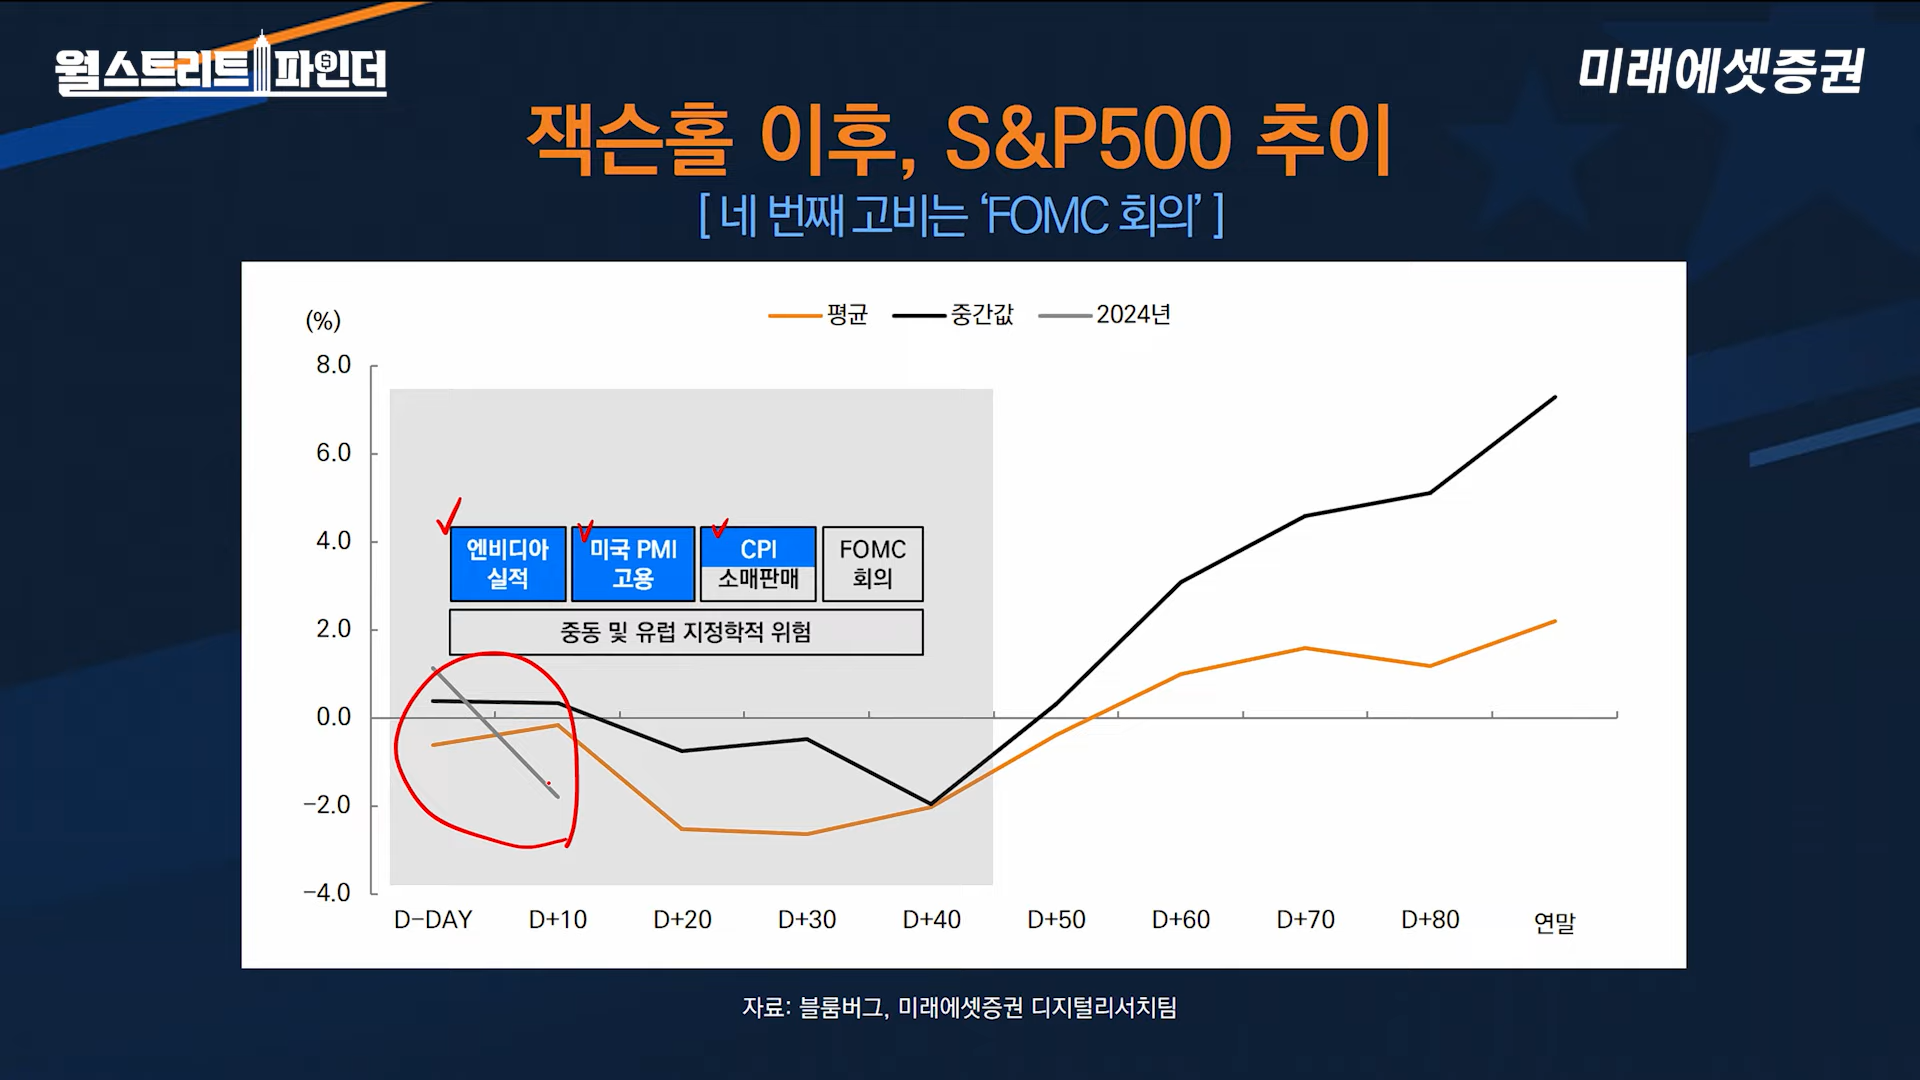 월스트리트 파인더
미래에셋증권
잭슨홀 이후, S&P500 추이
[ 네 번째 고비는 ‘FOMC 회의’ ]
(%)
평균 중간값 2024년
8.0
6.0
4.0
2.0
0.0
−2.0
−4.0
엔비디아
실적
미국 PMI
고용
CPI
소매판매
FOMC
회의
중동 및 유럽 지정학적 위험
D−DAY D+10 D+20 D+30 D+40 D+50 D+60 D+70 D+80 연말
자료: 블룸버그, 미래에셋증권 디지털리서치팀